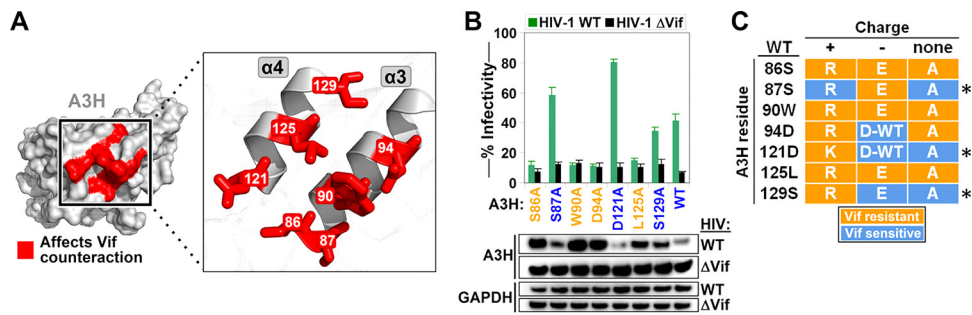 A
A3H
Affects Vif
counteraction
α4
α3
129
125
94
121
90
86
87
B
HIV-1 WT HIV-1 ΔVif
% Infectivity
100
80
60
40
20
0
A3H: S86A S87A W90A D94A D121A L125A S129A WT
HIV:
A3H WT
ΔVif
GAPDH WT
ΔVif
C
Charge
WT + - none
A3H residue
86S R E A
87S R E A *
90W R E A
94D R D-WT A
121D K D-WT A *
125L R E A
129S R E A *
Vif resistant
Vif sensitive